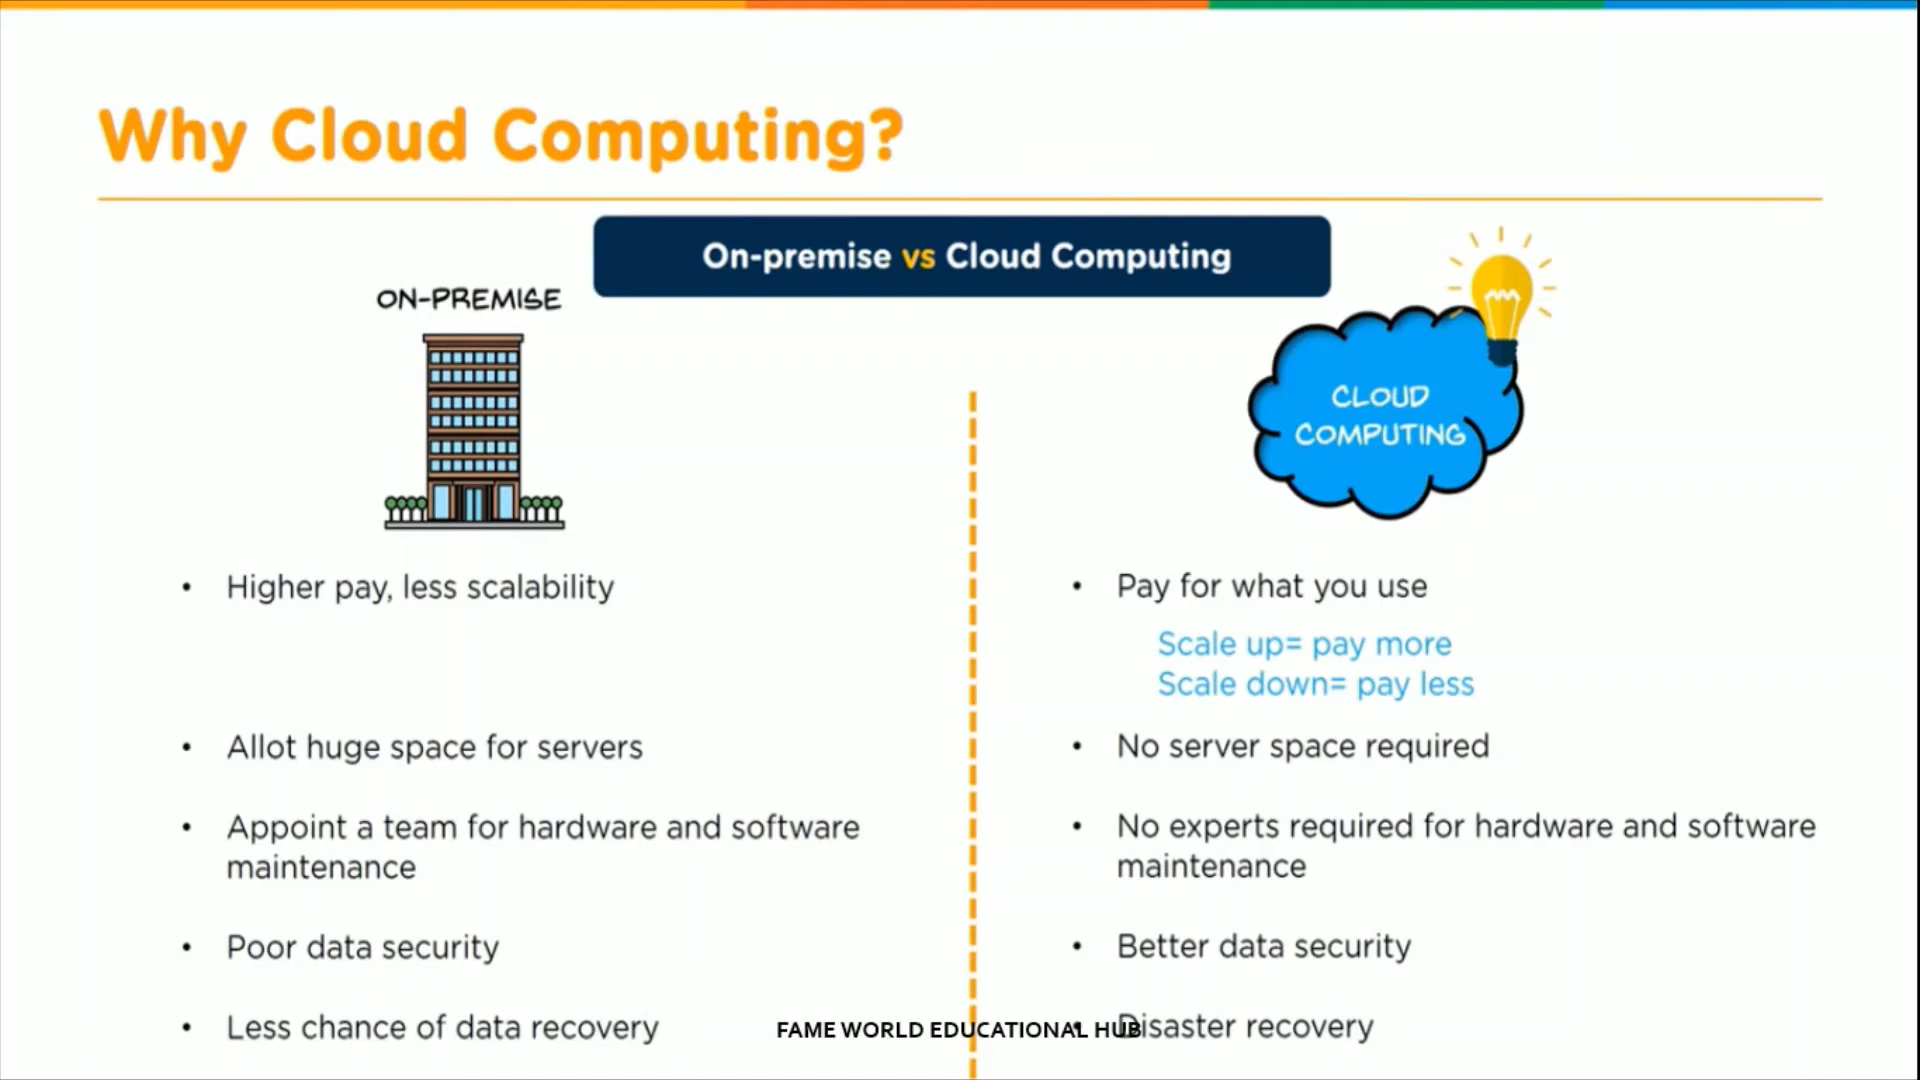 Why Cloud Computing?
On-premise vs Cloud Computing
ON-PREMISE
CLOUD
COMPUTING
• Higher pay, less scalability
• Allot huge space for servers
• Appoint a team for hardware and software
maintenance
• Poor data security
• Less chance of data recovery
• Pay for what you use
Scale up= pay more
Scale down= pay less
• No server space required
• No experts required for hardware and software
maintenance
• Better data security
• Disaster recovery
FAME WORLD EDUCATIONAL HUB